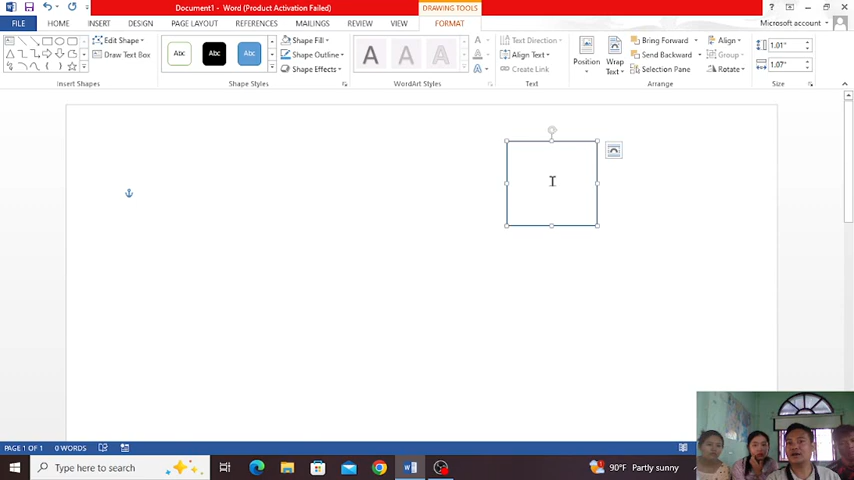 Document1 - Word (Product Activation Failed)
DRAWING TOOLS
FILE HOME INSERT DESIGN PAGE LAYOUT REFERENCES MAILINGS REVIEW VIEW FORMAT Microsoft account
Edit Shape
Draw Text Box
Insert Shapes
Abc Abc Abc
Shape Fill
Shape Outline
Shape Effects
Shape Styles
A A A
WordArt Styles
Text Direction
Align Text
Create Link
Text
Position
Wrap Text
Bring Forward
Send Backward
Selection Pane
Align
Group
Rotate
Arrange
1.01"
1.07"
Size
PAGE 1 OF 1 0 WORDS
Type here to search
90°F Partly sunny